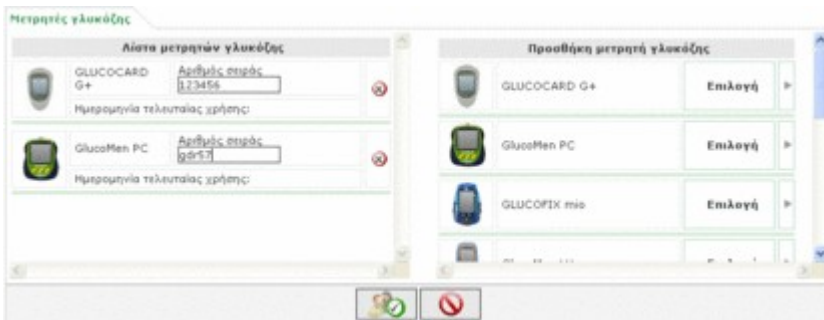 Μετρητές γλυκόζης
Λίστα μετρητών γλυκόζης
GLUCOCARD G+
Αριθμός σειράς
123456
Ημερομηνία τελευταίας χρήσης:
GlucoMen PC
Αριθμός σειράς
gdr57
Ημερομηνία τελευταίας χρήσης:
Προσθήκη μετρητή γλυκόζης
GLUCOCARD G+ Επιλογή
GlucoMen PC Επιλογή
GLUCOFIX mio Επιλογή